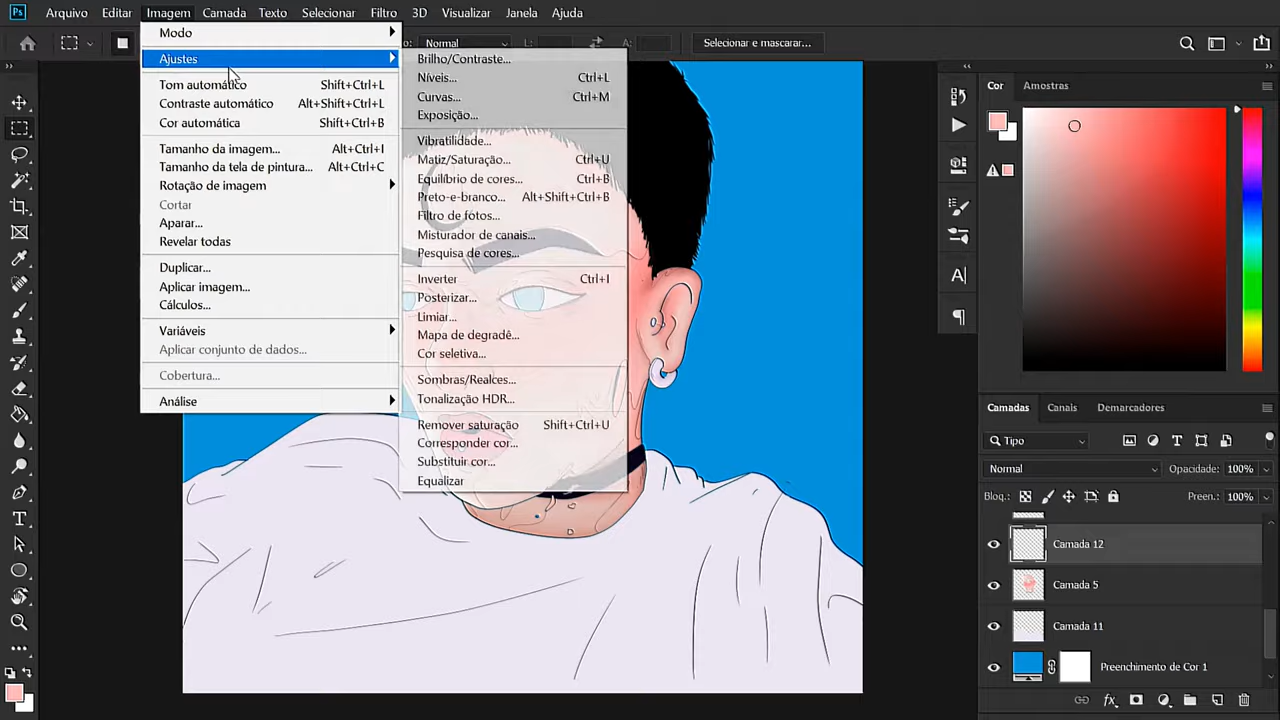 Ps Arquivo Editar Imagem Camada Texto Selecionar Filtro 3D Visualizar Janela Ajuda
Normal L: A: Selecionar e mascarar...
Modo
Ajustes
Tom automático Shift+Ctrl+L
Contraste automático Alt+Shift+Ctrl+L
Cor automática Shift+Ctrl+B
Tamanho da imagem... Alt+Ctrl+I
Tamanho da tela de pintura... Alt+Ctrl+C
Rotação de imagem
Cortar
Aparar...
Revelar todas
Duplicar...
Aplicar imagem...
Cálculos...
Variáveis
Aplicar conjunto de dados...
Cobertura...
Análise
Brilho/Contraste...
Níveis... Ctrl+L
Curvas... Ctrl+M
Exposição...
Vibratilidade...
Matiz/Saturação... Ctrl+U
Equilíbrio de cores... Ctrl+B
Preto-e-branco... Alt+Shift+Ctrl+B
Filtro de fotos...
Misturador de canais...
Pesquisa de cores...
Inverter Ctrl+I
Posterizar...
Limiar...
Mapa de degradê...
Cor seletiva...
Sombras/Realces...
Tonalização HDR...
Remover saturação Shift+Ctrl+U
Corresponder cor...
Substituir cor...
Equalizar
Cor Amostras
Camadas Canais Demarcadores
Tipo
Normal Opacidade: 100%
Bloq.: Preen.: 100%
Camada 12
Camada 5
Camada 11
Preenchimento de Cor 1